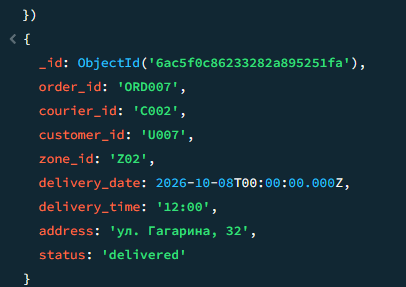 })
< {
_id: ObjectId('6ac5f0c86233282a895251fa'),
order_id: 'ORD007',
courier_id: 'C002',
customer_id: 'U007',
zone_id: 'Z02',
delivery_date: 2026-10-08T00:00:00.000Z,
delivery_time: '12:00',
address: 'ул. Гагарина, 32',
status: 'delivered'
}